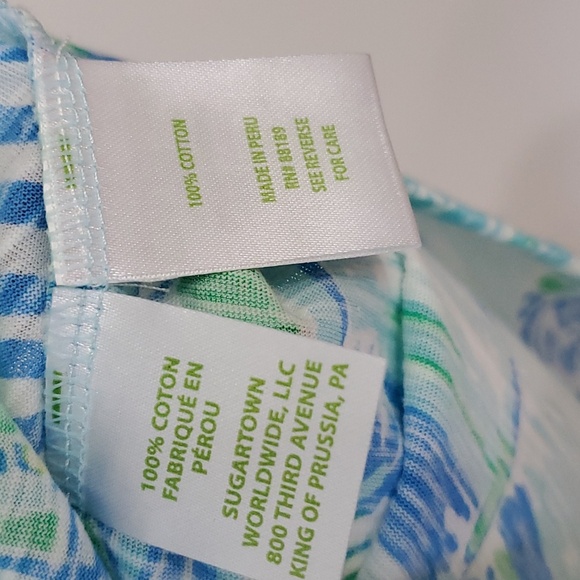 100% COTTON
MADE IN PERU
RN# 88189
SEE REVERSE
FOR CARE
100% COTON
FABRIQUÉ EN
PÉROU
SUGARTOWN
WORLDWIDE, LLC
800 THIRD AVENUE
KING OF PRUSSIA, PA